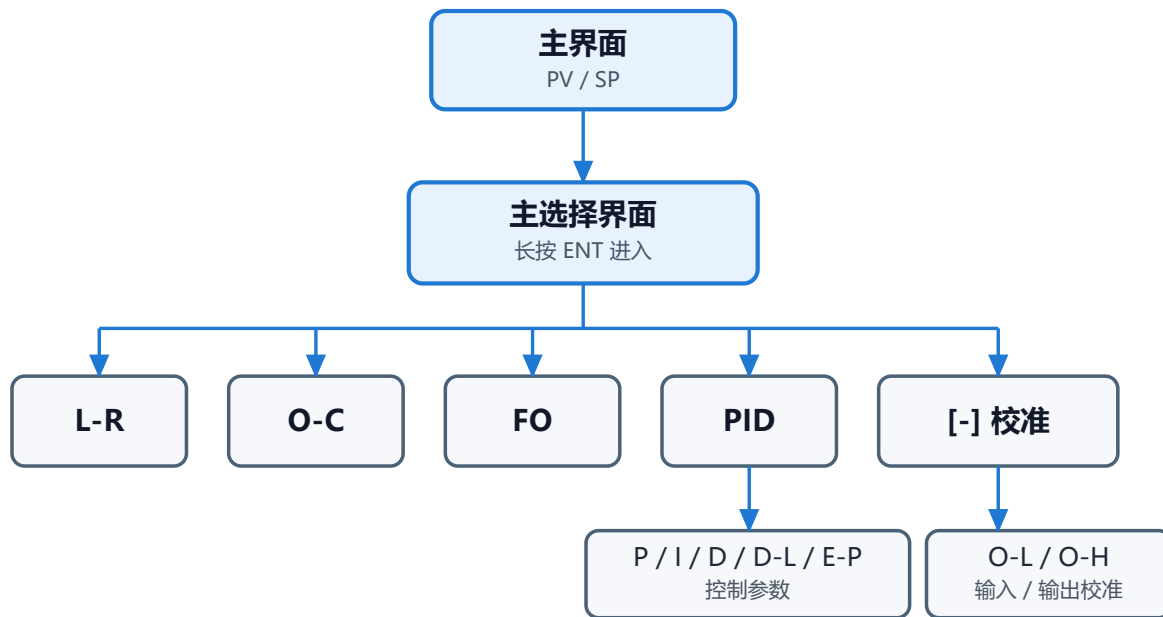 主界面
PV / SP
主选择界面
长按 ENT 进入
L-R
O-C
FO
PID
[-] 校准
P / I / D / D-L / E-P
控制参数
O-L / O-H
输入 / 输出校准